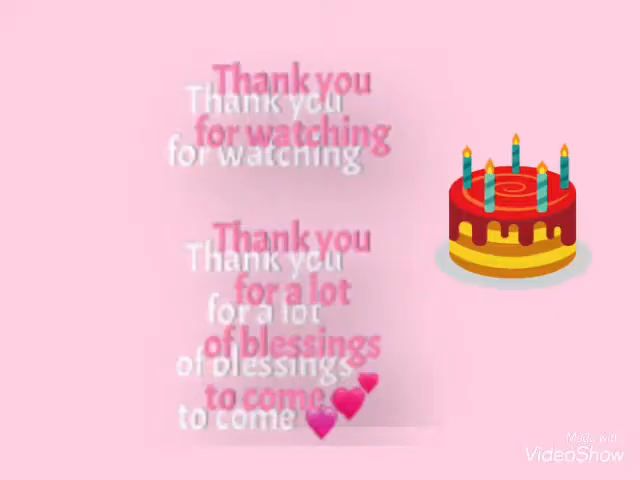 Thank you
for watching
Thank you
for a lot
of blessings
to come 💕
Made with
VideoShow